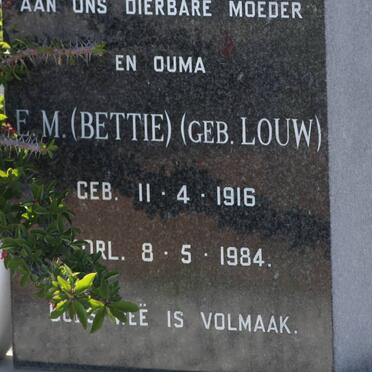 AAN ONS DIERBARE MOEDER
EN OUMA
E. M. (BETTIE) (GEB. LOUW)
GEB. 11 · 4 · 1916
ORL. 8 · 5 · 1984.
IS VOLMAAK.